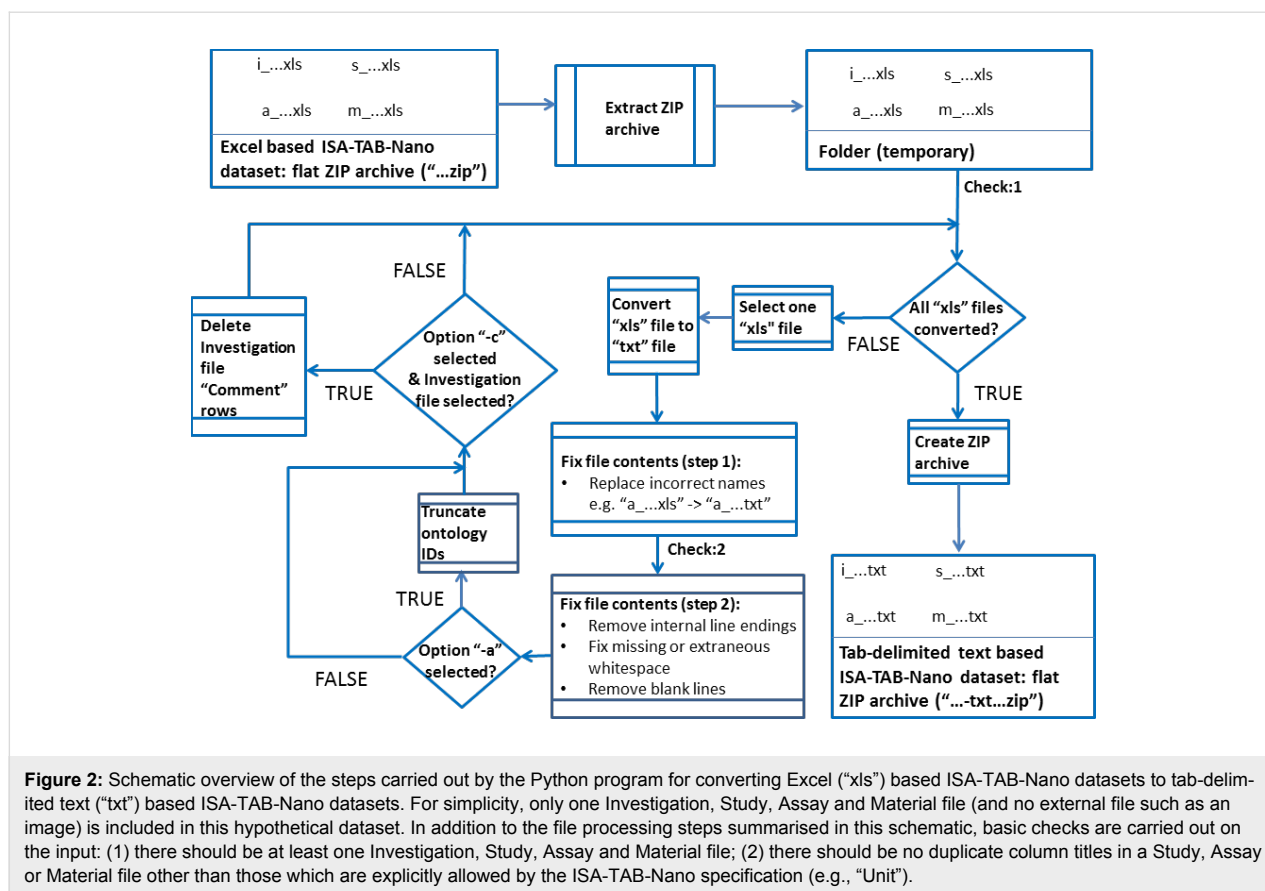 i_...xls s_...xls
a_...xls m_...xls
Excel based ISA-TAB-Nano
dataset: flat ZIP archive (“...zip”)
Extract ZIP
archive
i_...xls s_...xls
a_...xls m_...xls
Folder (temporary)
Check:1
All “xls” files
converted?
FALSE
TRUE
Select one
“xls" file
Convert
“xls” file to
“txt” file
Fix file contents (step 1):
• Replace incorrect names
e.g. “a_...xls” -> “a_...txt”
Check:2
Fix file contents (step 2):
• Remove internal line endings
• Fix missing or extraneous
whitespace
• Remove blank lines
Option “-a”
selected?
TRUE
FALSE
Truncate
ontology
IDs
Option “-c”
selected
& Investigation
file selected?
FALSE
TRUE
Delete
Investigation
file
“Comment”
rows
Create ZIP
archive
i_...txt s_...txt
a_...txt m_...txt
Tab-delimited text based
ISA-TAB-Nano dataset: flat
ZIP archive (“...-txt...zip”)
Figure 2: Schematic overview of the steps carried out by the Python program for converting Excel (“xls”) based ISA-TAB-Nano datasets to tab-delim-
ited text (“txt”) based ISA-TAB-Nano datasets. For simplicity, only one Investigation, Study, Assay and Material file (and no external file such as an
image) is included in this hypothetical dataset. In addition to the file processing steps summarised in this schematic, basic checks are carried out on
the input: (1) there should be at least one Investigation, Study, Assay and Material file; (2) there should be no duplicate column titles in a Study, Assay
or Material file other than those which are explicitly allowed by the ISA-TAB-Nano specification (e.g., “Unit”).